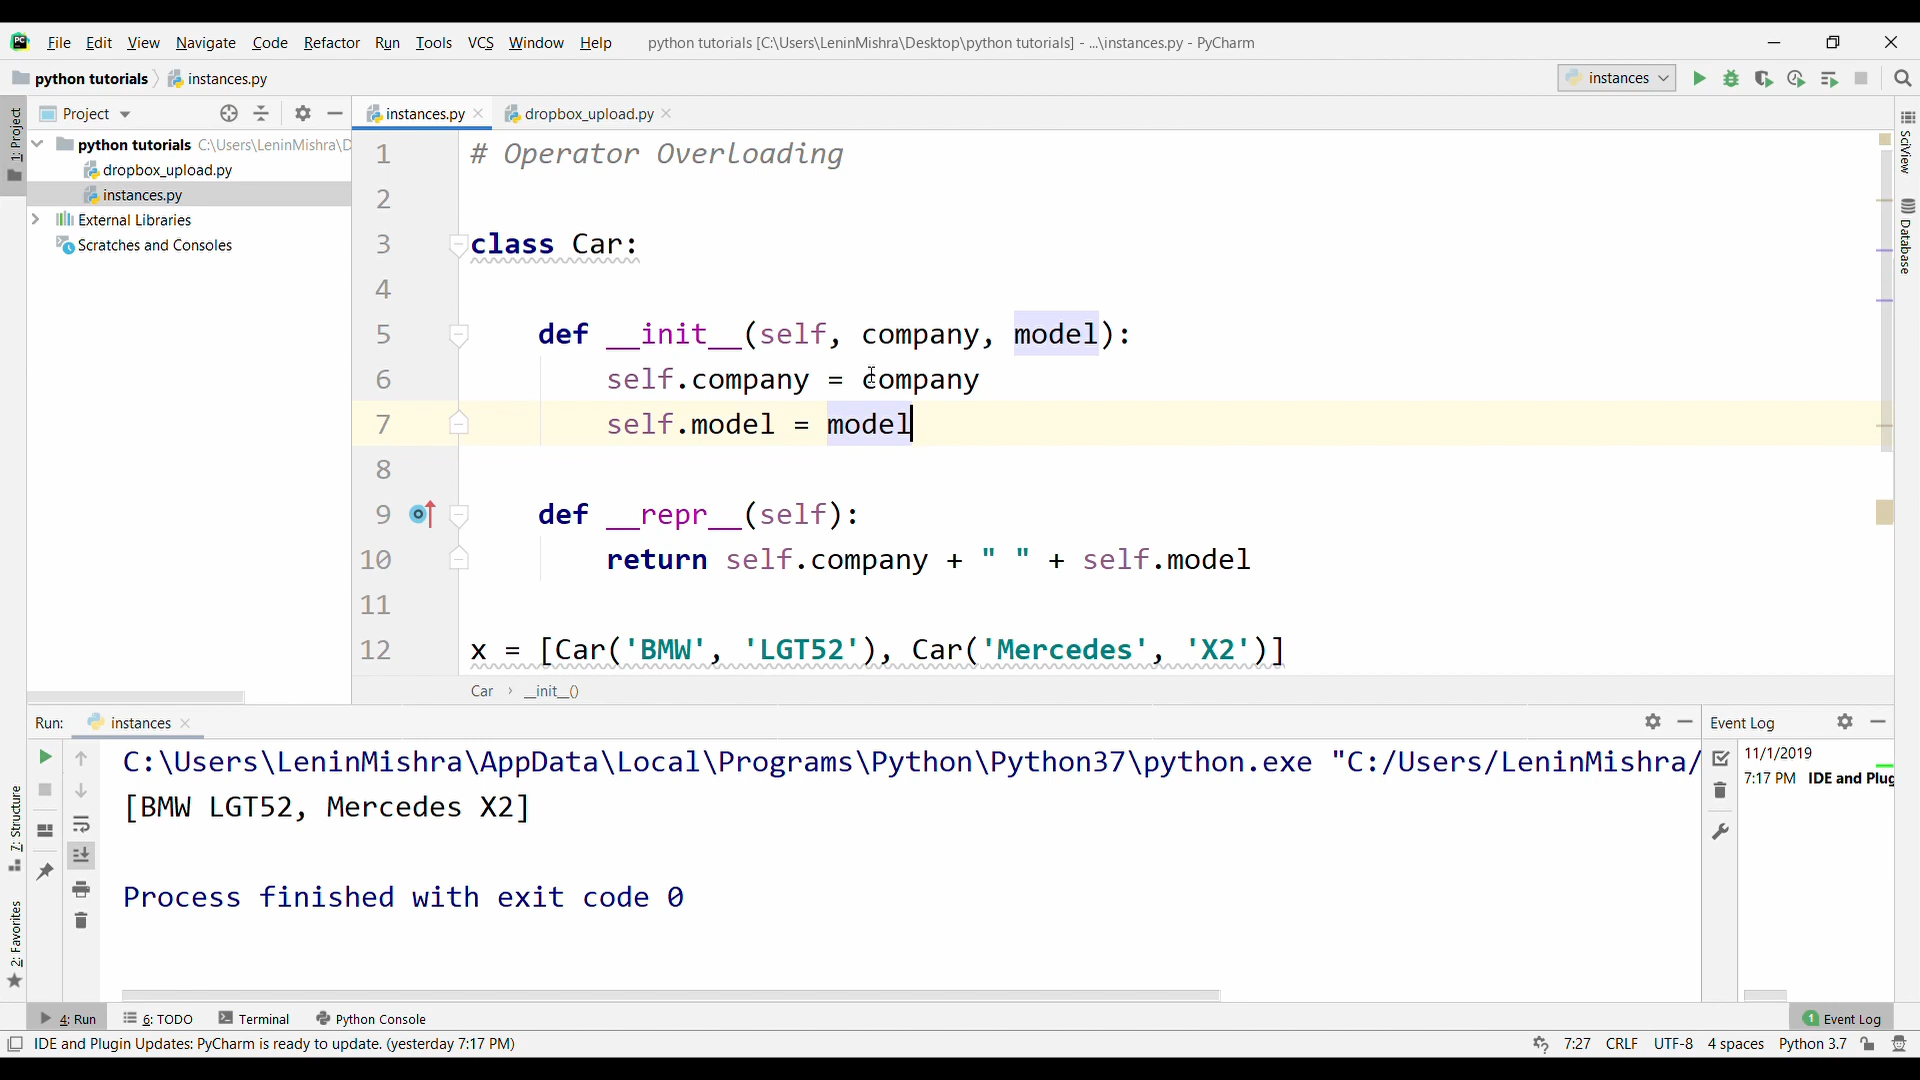 File Edit View Navigate Code Refactor Run Tools VCS Window Help python tutorials [C:\Users\LeninMishra\Desktop\python tutorials] - ...\instances.py - PyCharm
python tutorials instances.py
instances
Project
instances.py
dropbox_upload.py
1: Project
python tutorials C:\Users\LeninMishra\D
dropbox_upload.py
instances.py
External Libraries
Scratches and Consoles
1 # Operator Overloading
2
3 class Car:
4
5 def __init__(self, company, model):
6 self.company = company
7 self.model = model
8
9 def __repr__(self):
10 return self.company + " " + self.model
11
12 x = [Car('BMW', 'LGT52'), Car('Mercedes', 'X2')]
Car › __init__()
SciView
Database
Run: instances
C:\Users\LeninMishra\AppData\Local\Programs\Python\Python37\python.exe "C:/Users/LeninMishra/
[BMW LGT52, Mercedes X2]
Process finished with exit code 0
Event Log
11/1/2019
7:17 PM IDE and Plug
7: Structure
2: Favorites
4: Run 6: TODO Terminal Python Console 1 Event Log
IDE and Plugin Updates: PyCharm is ready to update. (yesterday 7:17 PM) 7:27 CRLF UTF-8 4 spaces Python 3.7